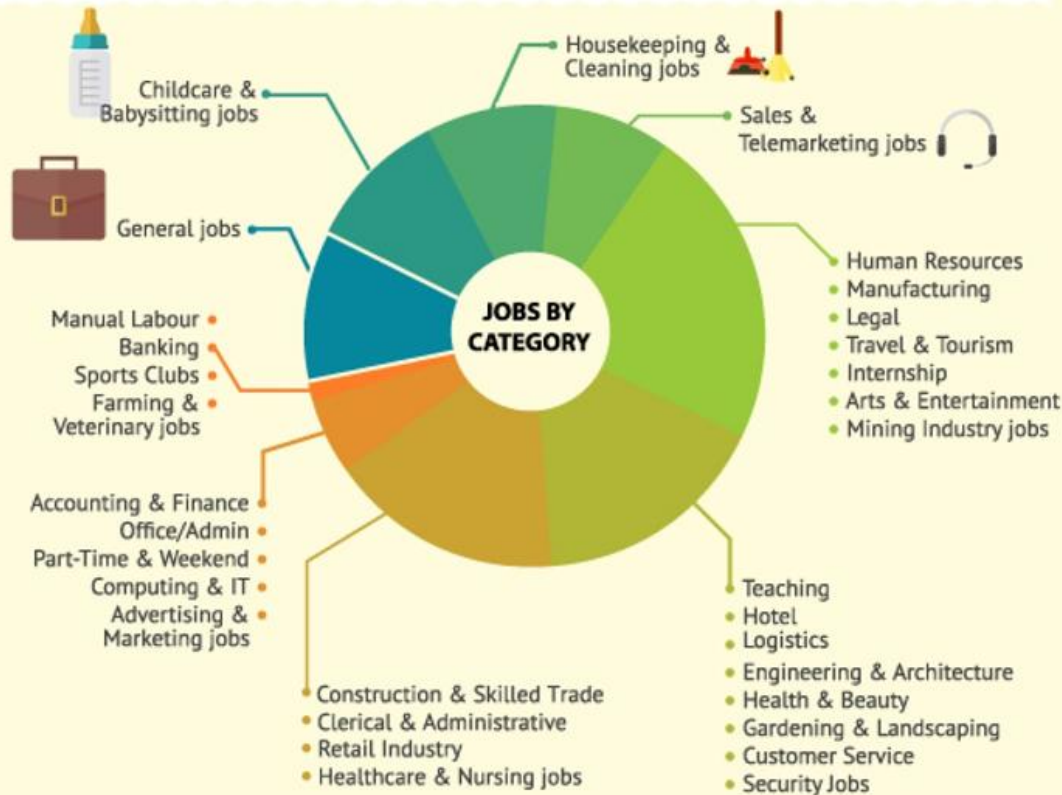 Housekeeping &
Cleaning jobs
Childcare &
Babysitting jobs
Sales &
Telemarketing jobs
General jobs
JOBS BY
CATEGORY
Human Resources
Manufacturing
Legal
Travel & Tourism
Internship
Arts & Entertainment
Mining Industry jobs
Manual Labour
Banking
Sports Clubs
Farming &
Veterinary jobs
Accounting & Finance
Office/Admin
Part-Time & Weekend
Computing & IT
Advertising &
Marketing jobs
Construction & Skilled Trade
Clerical & Administrative
Retail Industry
Healthcare & Nursing jobs
Teaching
Hotel
Logistics
Engineering & Architecture
Health & Beauty
Gardening & Landscaping
Customer Service
Security Jobs